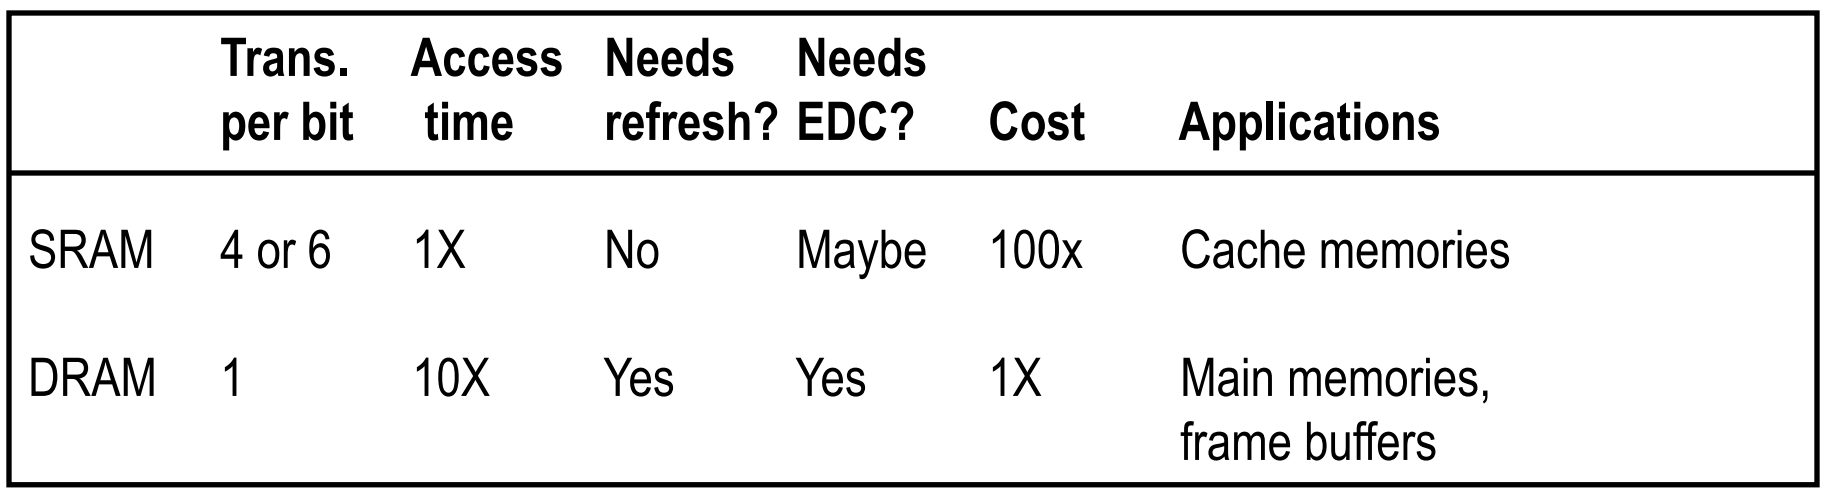 Trans. Access Needs Needs
per bit time refresh? EDC? Cost Applications
SRAM 4 or 6 1X No Maybe 100x Cache memories
DRAM 1 10X Yes Yes 1X Main memories,
frame buffers